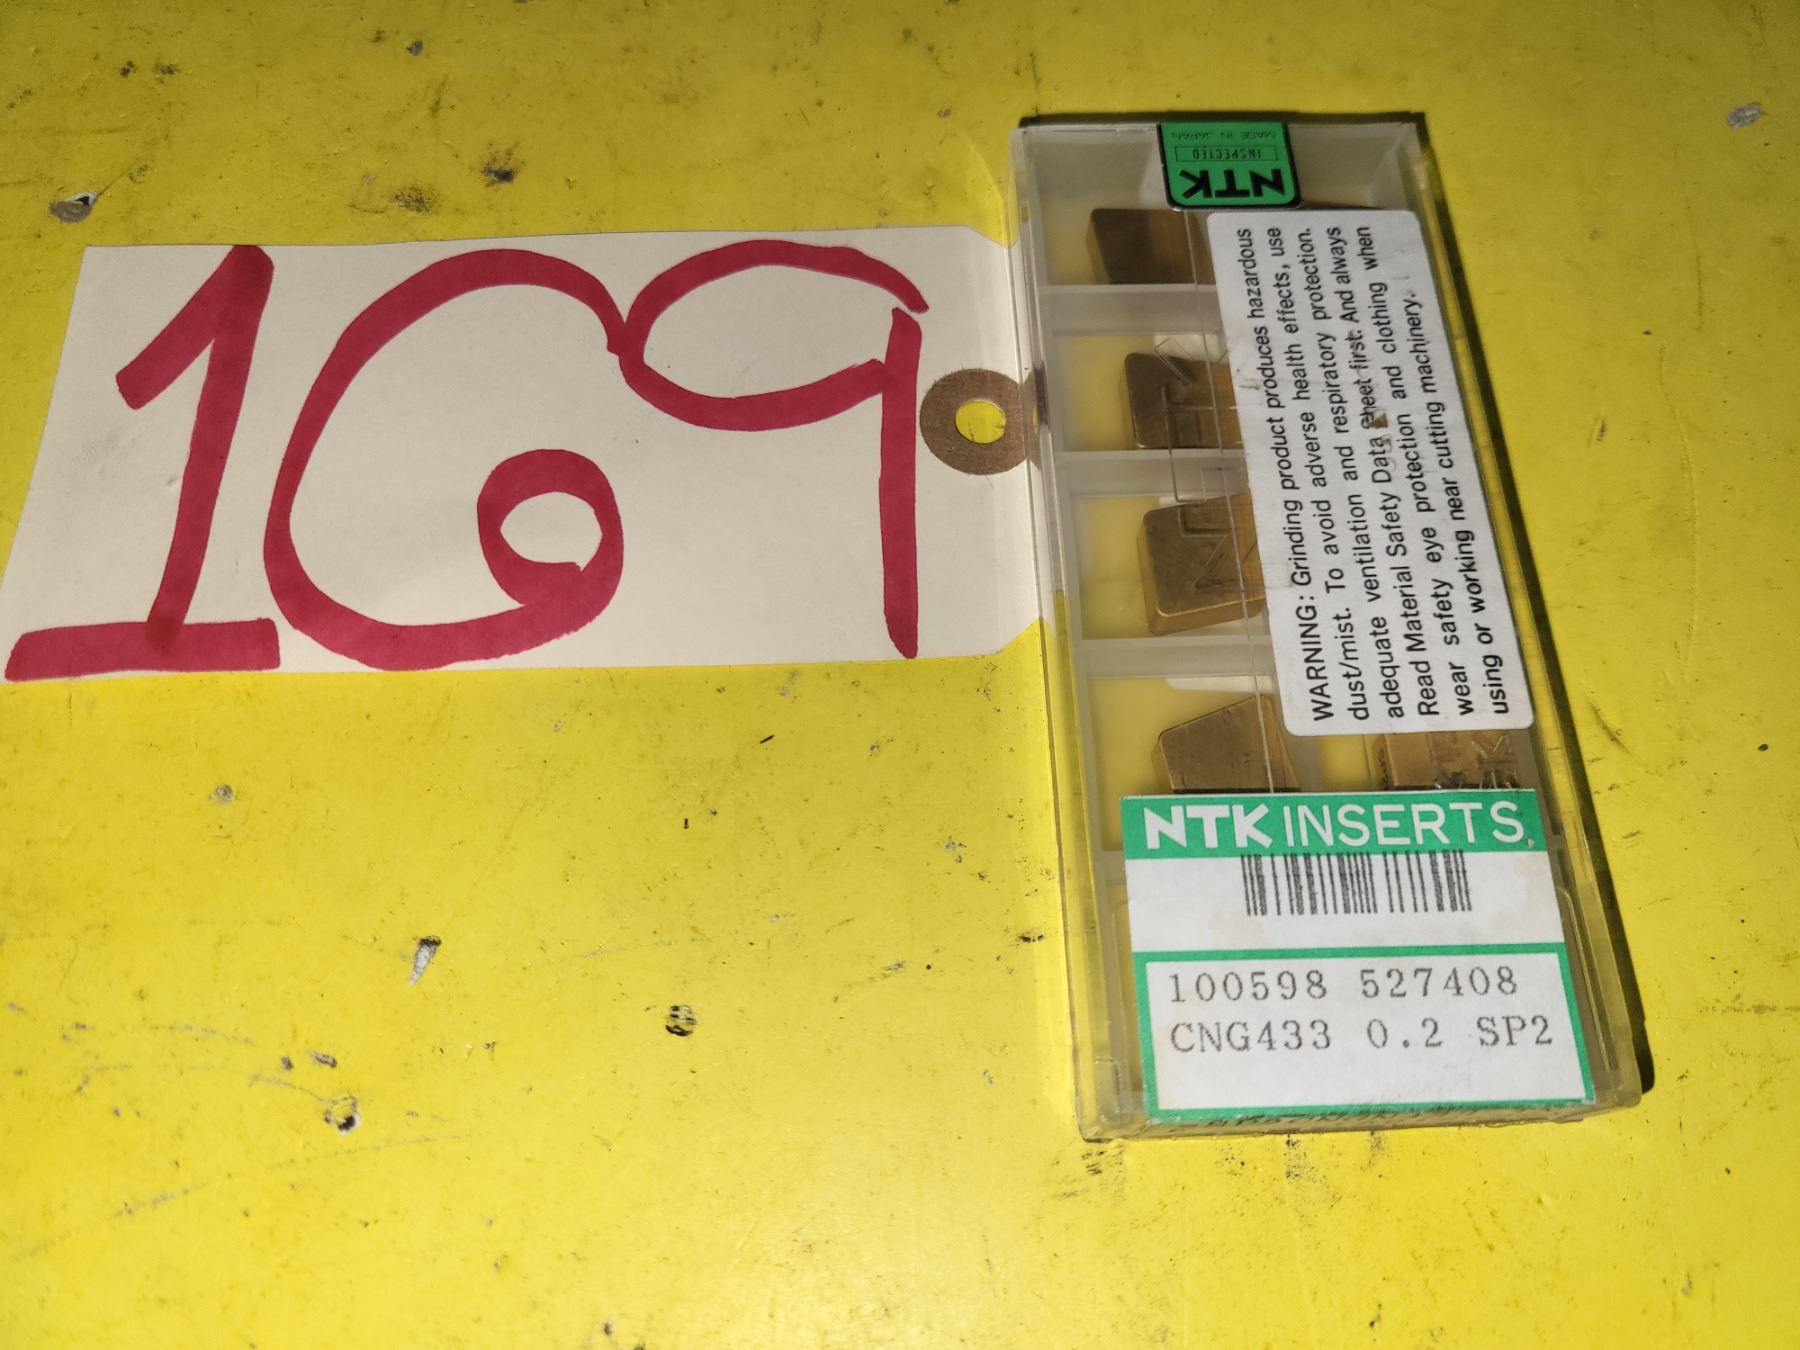 169
MADE IN JAPAN
INSPECTED
NTK
WARNING: Grinding product produces hazardous
dust/mist. To avoid adverse health effects, use
adequate ventilation and respiratory protection.
Read Material Safety Data Sheet first. And always
wear safety eye protection and clothing when
using or working near cutting machinery.
NTK INSERTS
100598 527408
CNG433 0.2 SP2